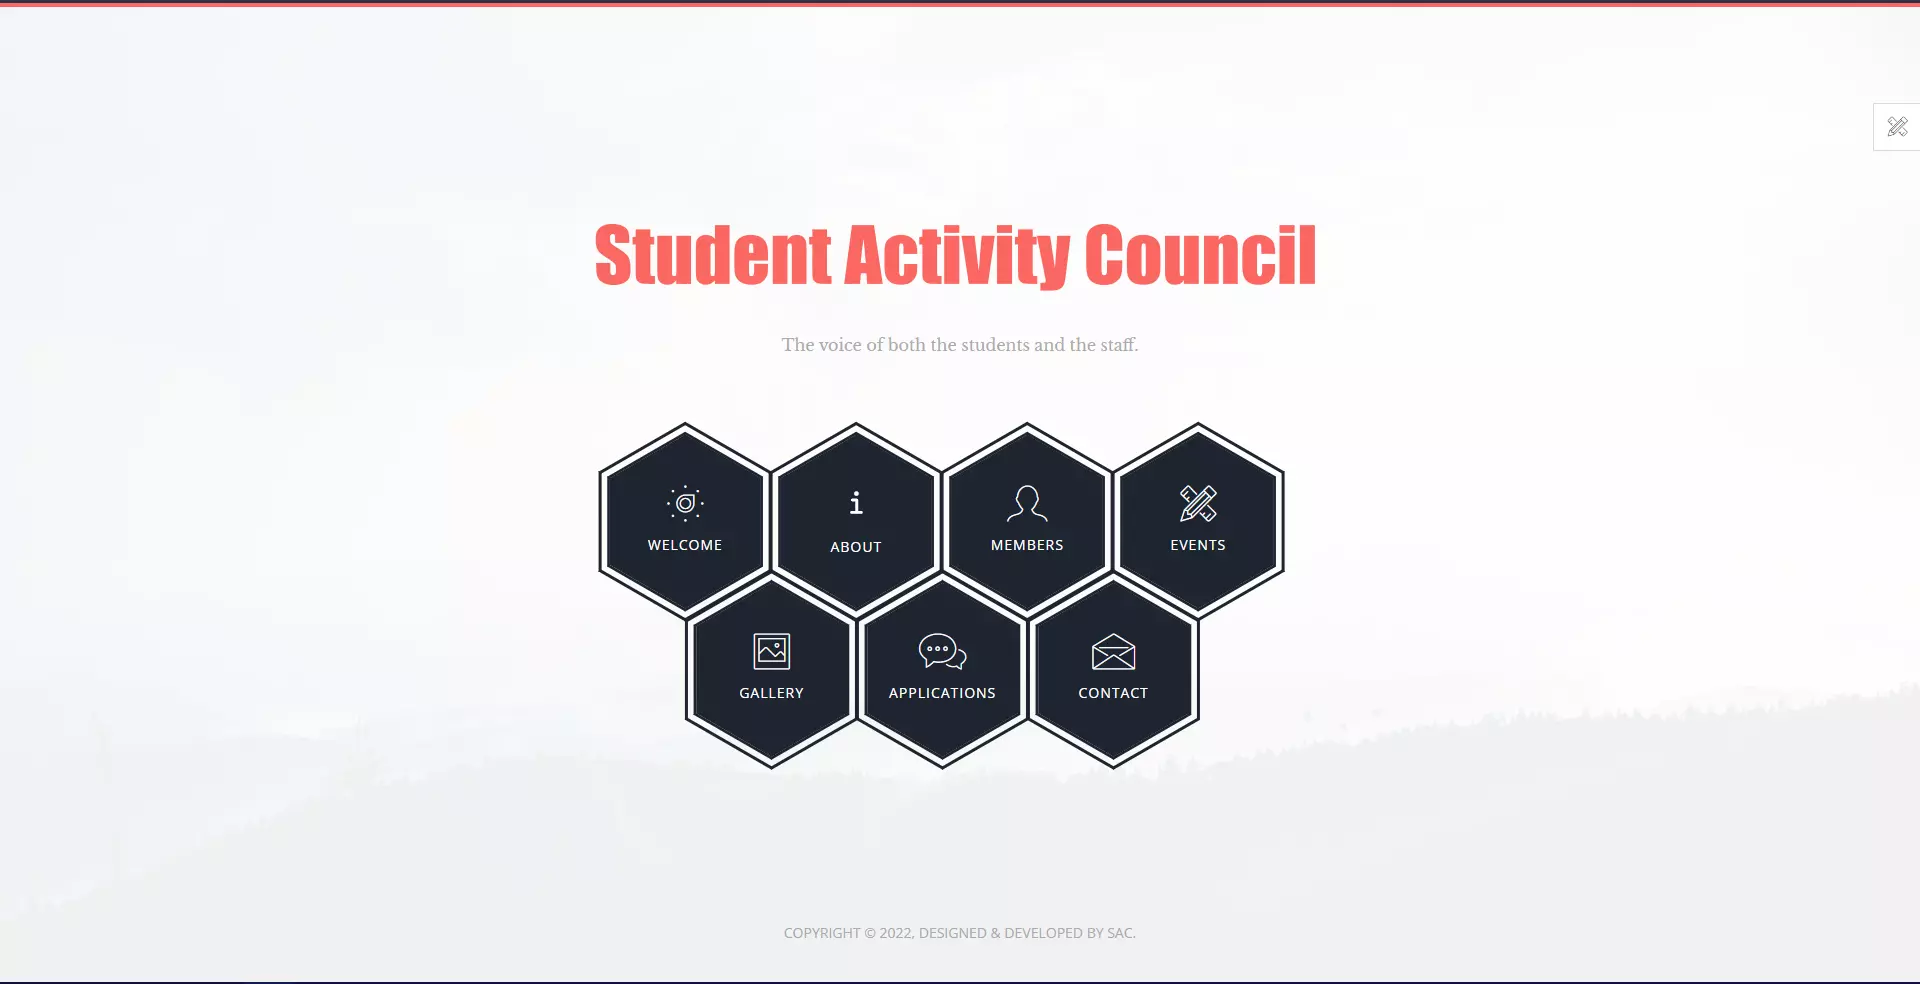 Student Activity Council
The voice of both the students and the staff.
WELCOME
ABOUT
MEMBERS
EVENTS
GALLERY
APPLICATIONS
CONTACT
COPYRIGHT © 2022, DESIGNED & DEVELOPED BY SAC.